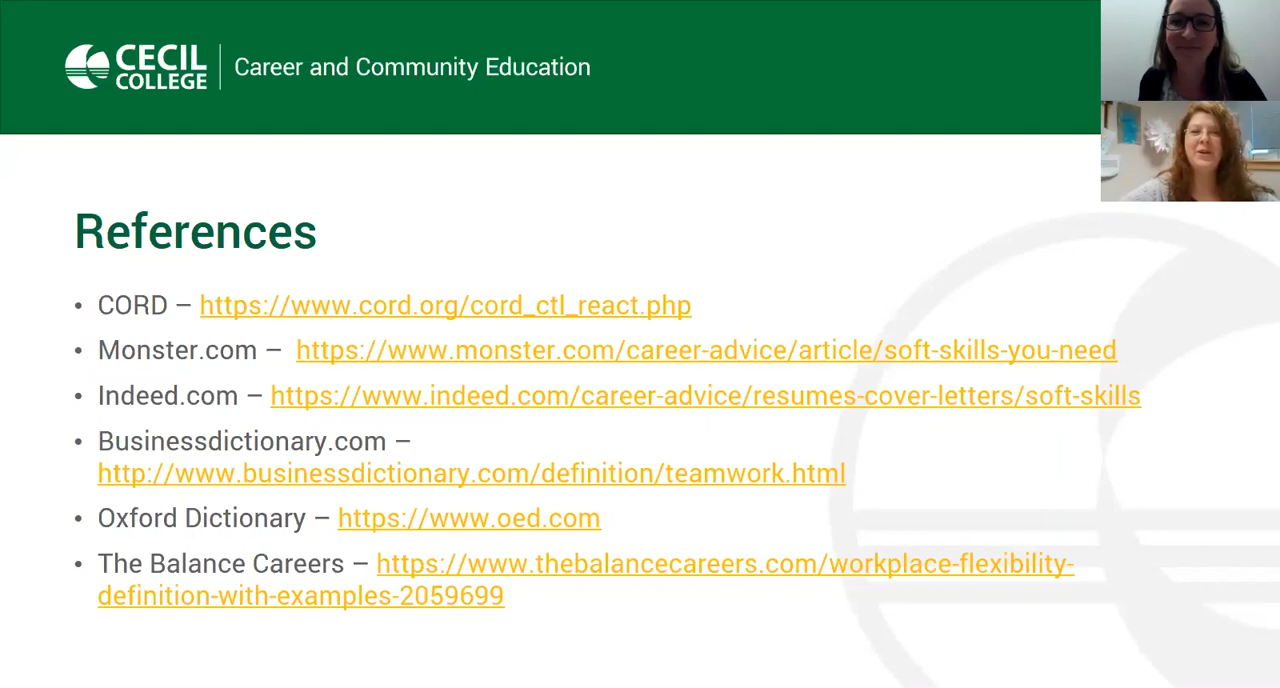 CECIL
COLLEGE
Career and Community Education
References
• CORD – https://www.cord.org/cord_ctl_react.php
• Monster.com – https://www.monster.com/career-advice/article/soft-skills-you-need
• Indeed.com – https://www.indeed.com/career-advice/resumes-cover-letters/soft-skills
• Businessdictionary.com –
http://www.businessdictionary.com/definition/teamwork.html
• Oxford Dictionary – https://www.oed.com
• The Balance Careers – https://www.thebalancecareers.com/workplace-flexibility-
definition-with-examples-2059699